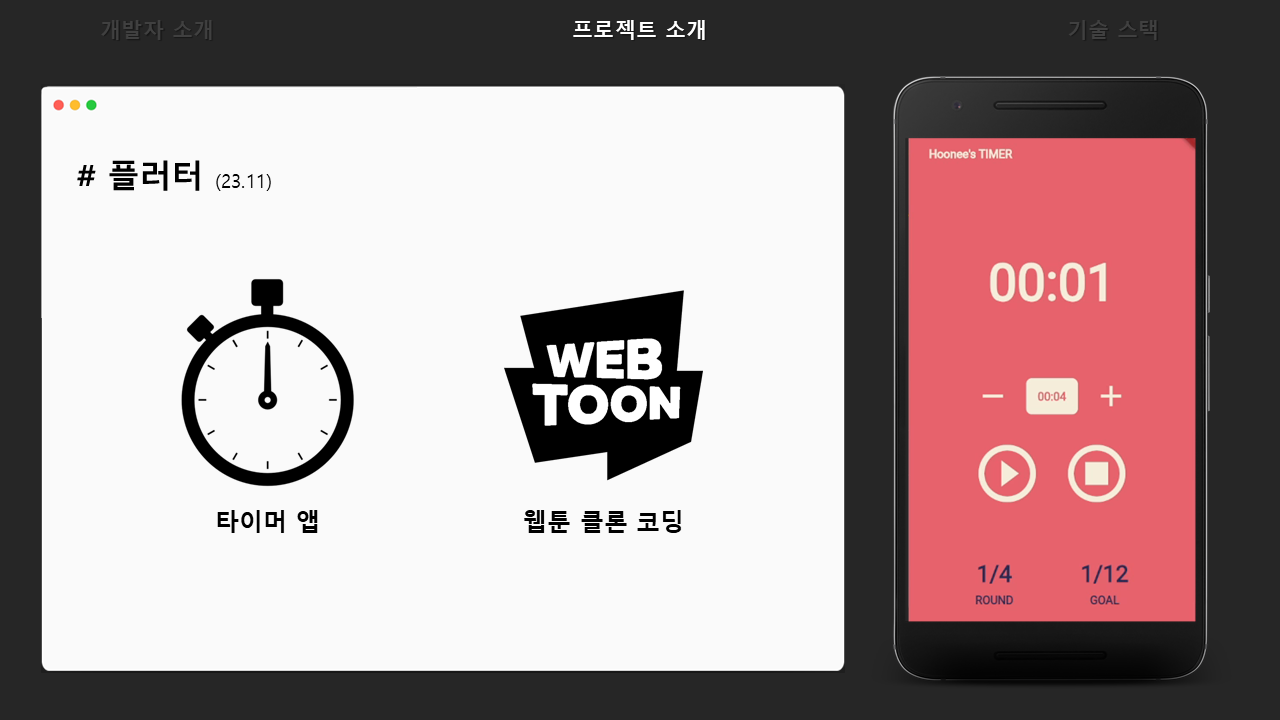 개발자 소개
프로젝트 소개
기술 스택
# 플러터 (23.11)
WEB
TOON
타이머 앱
웹툰 클론 코딩
Hoonee's TIMER
00:01
00:04
1/4
ROUND
1/12
GOAL